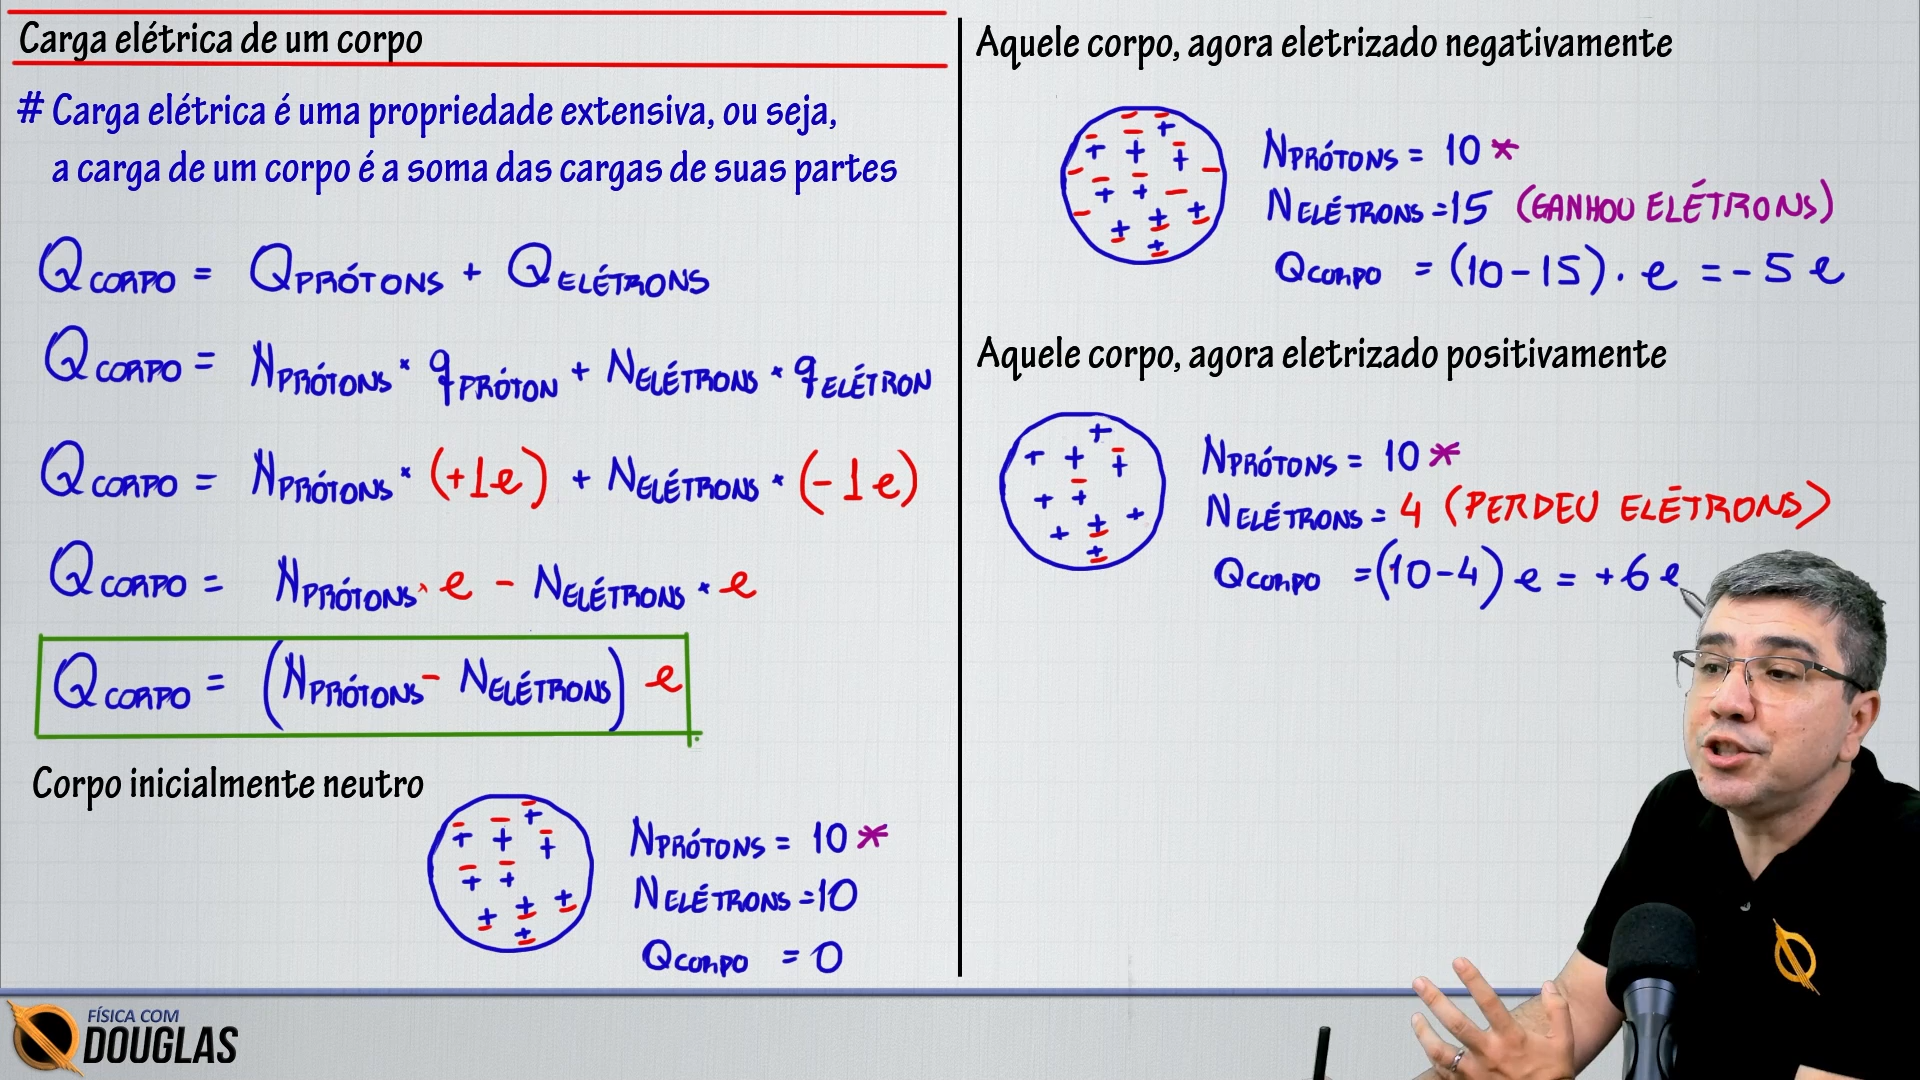 Carga elétrica de um corpo
# Carga elétrica é uma propriedade extensiva, ou seja,
a carga de um corpo é a soma das cargas de suas partes
Q CORPO = Q PRÓTONS + Q ELÉTRONS
Q CORPO = N PRÓTONS · q PRÓTON + N ELÉTRONS · q ELÉTRON
Q CORPO = N PRÓTONS · (+1e) + N ELÉTRONS · (-1e)
Q CORPO = N PRÓTONS · e - N ELÉTRONS · e
Q CORPO = (N PRÓTONS - N ELÉTRONS) e
Corpo inicialmente neutro
N PRÓTONS = 10 *
N ELÉTRONS = 10
Q CORPO = 0
Aquele corpo, agora eletrizado negativamente
N PRÓTONS = 10 *
N ELÉTRONS = 15 (GANHOU ELÉTRONS)
Q CORPO = (10-15) . e = - 5 e
Aquele corpo, agora eletrizado positivamente
N PRÓTONS = 10 *
N ELÉTRONS = 4 (PERDEU ELÉTRONS)
Q CORPO = (10-4) e = +6 e
FÍSICA COM
DOUGLAS